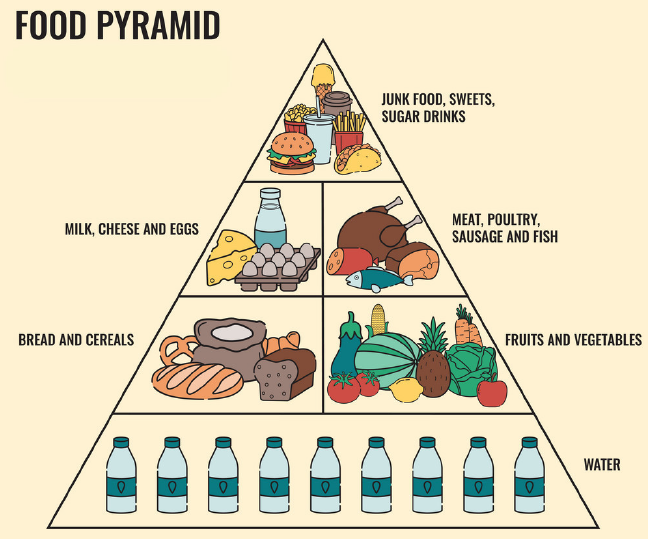 FOOD PYRAMID
JUNK FOOD, SWEETS,
SUGAR DRINKS
MILK, CHEESE AND EGGS
MEAT, POULTRY,
SAUSAGE AND FISH
BREAD AND CEREALS
FRUITS AND VEGETABLES
WATER